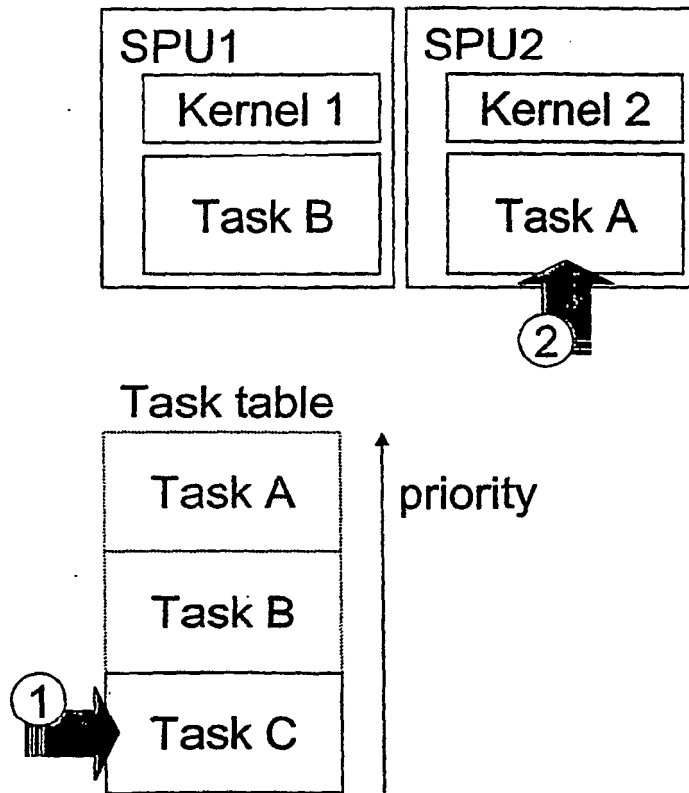 SPU1
Kernel 1
Task B
SPU2
Kernel 2
Task A
2
Task table
Task A
Task B
Task C
priority
1